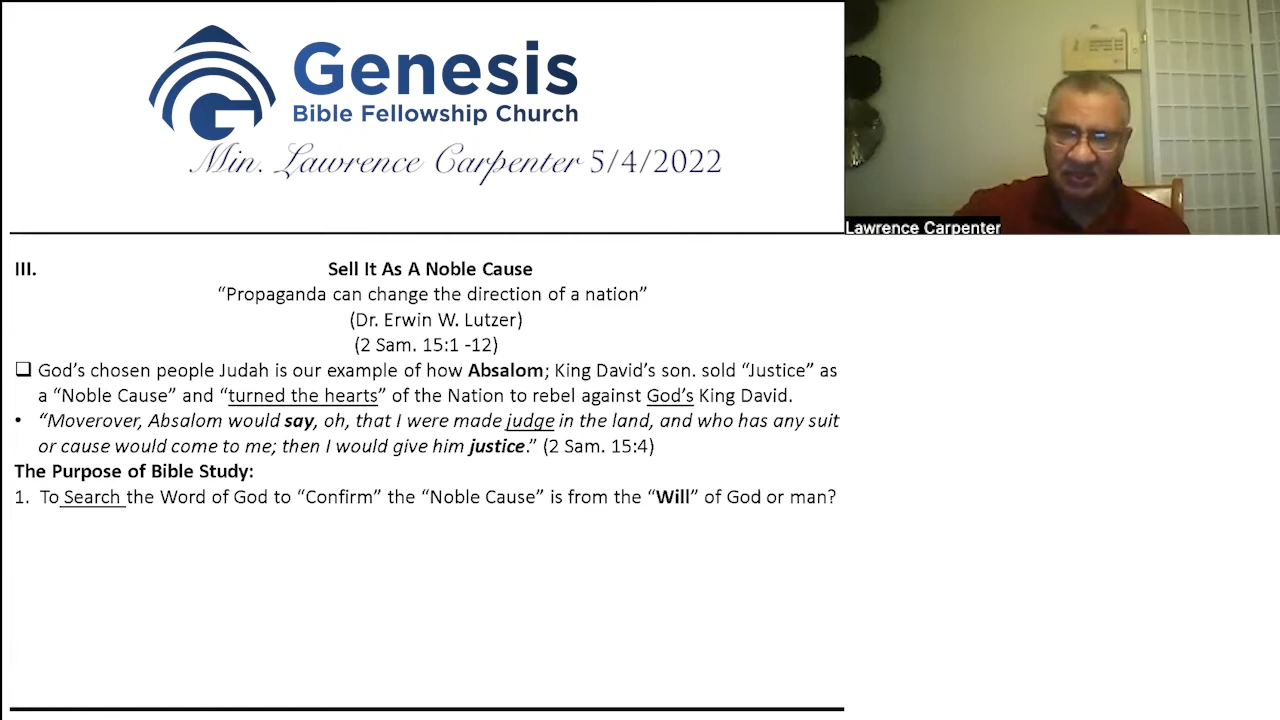 Genesis
Bible Fellowship Church
Min. Lawrence Carpenter 5/4/2022
Lawrence Carpenter
III. Sell It As A Noble Cause
“Propaganda can change the direction of a nation”
(Dr. Erwin W. Lutzer)
(2 Sam. 15:1 -12)
❑ God’s chosen people Judah is our example of how Absalom; King David’s son. sold “Justice” as
a “Noble Cause” and “turned the hearts” of the Nation to rebel against God’s King David.
• “Moverover, Absalom would say, oh, that I were made judge in the land, and who has any suit
or cause would come to me; then I would give him justice.” (2 Sam. 15:4)
The Purpose of Bible Study:
1. To Search the Word of God to “Confirm” the “Noble Cause” is from the “Will” of God or man?